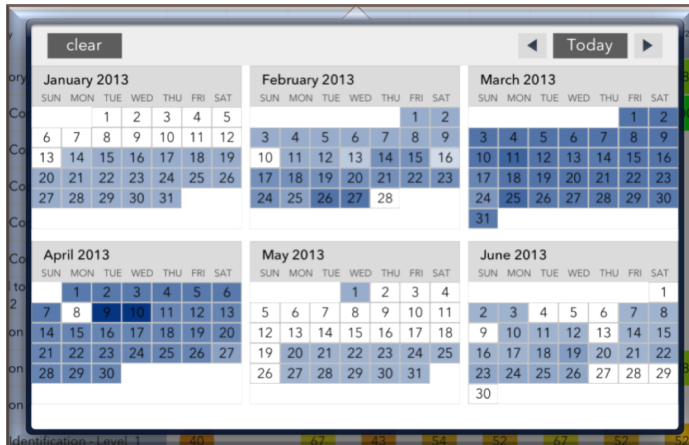 clear
Today
January 2013
February 2013
March 2013
SUN MON TUE WED THU FRI SAT
SUN MON TUE WED THU FRI SAT
SUN MON TUE WED THU FRI SAT
1 2 3 4 5
1 2
1 2
6 7 8 9 10 11 12
3 4 5 6 7 8 9
3 4 5 6 7 8 9
13 14 15 16 17 18 19
10 11 12 13 14 15 16
10 11 12 13 14 15 16
20 21 22 23 24 25 26
17 18 19 20 21 22 23
17 18 19 20 21 22 23
27 28 29 30 31
24 25 26 27 28
24 25 26 27 28 29 30
31
April 2013
May 2013
June 2013
SUN MON TUE WED THU FRI SAT
SUN MON TUE WED THU FRI SAT
SUN MON TUE WED THU FRI SAT
1 2 3 4 5 6
1 2 3 4
1
7 8 9 10 11 12 13
5 6 7 8 9 10 11
2 3 4 5 6 7 8
14 15 16 17 18 19 20
12 13 14 15 16 17 18
9 10 11 12 13 14 15
21 22 23 24 25 26 27
19 20 21 22 23 24 25
16 17 18 19 20 21 22
28 29 30
26 27 28 29 30 31
23 24 25 26 27 28 29
30
Identification - Level 1 40 67 43 54 52 67 52 52